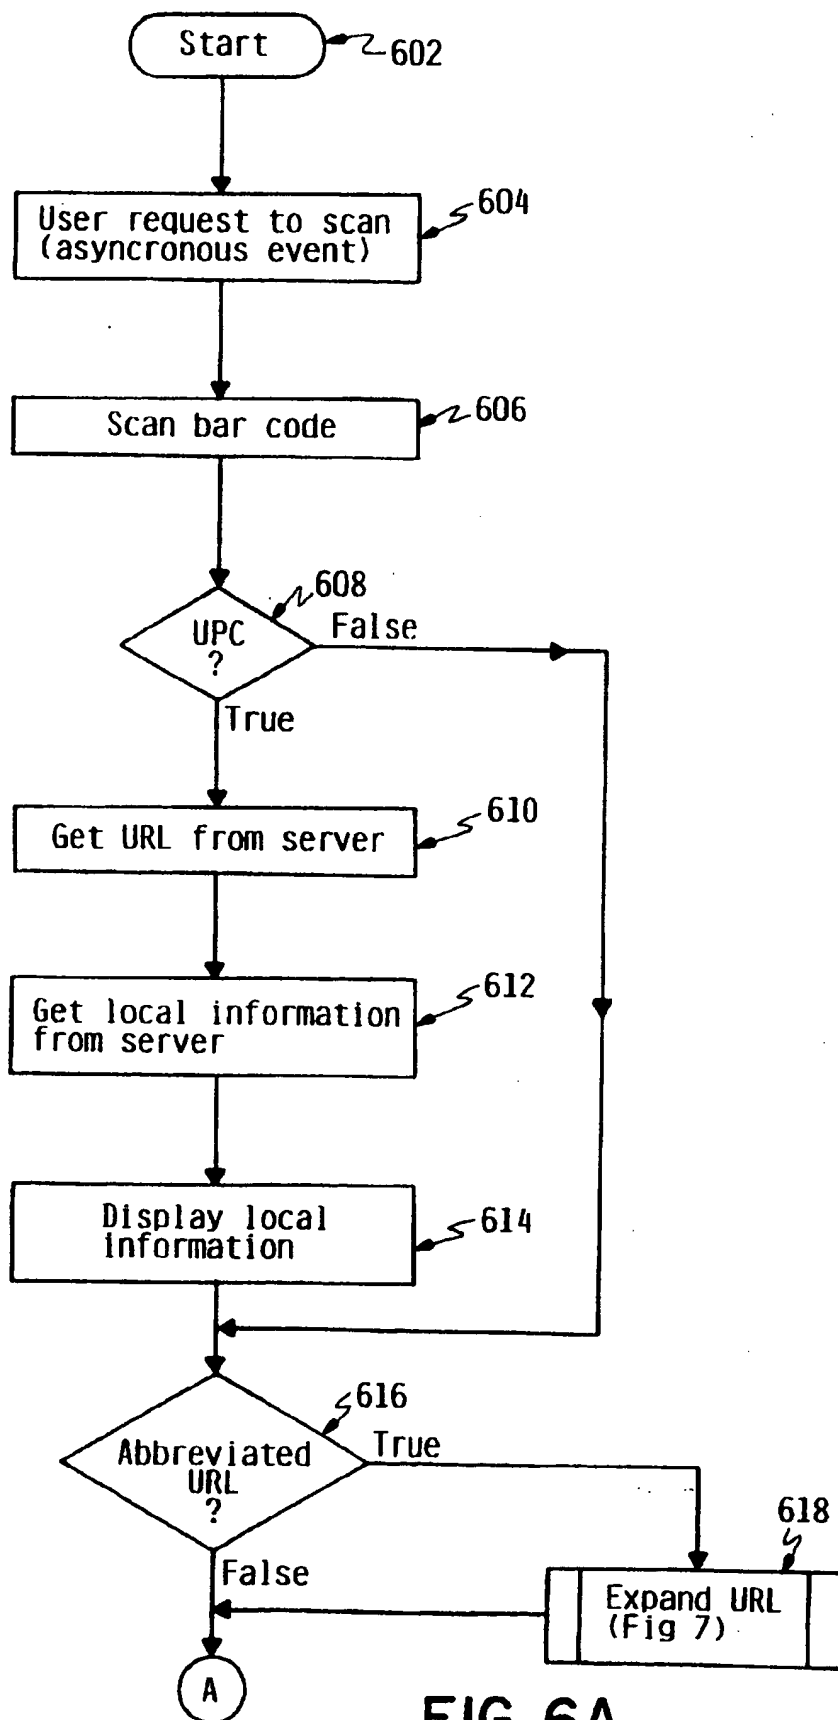 Start
602
User request to scan
(asyncronous event)
604
Scan bar code
606
608
UPC
?
False
True
Get URL from server
610
Get local information
from server
612
Display local
information
614
616
Abbreviated
URL
?
True
618
False
Expand URL
(Fig 7)
A
FIG. 6A